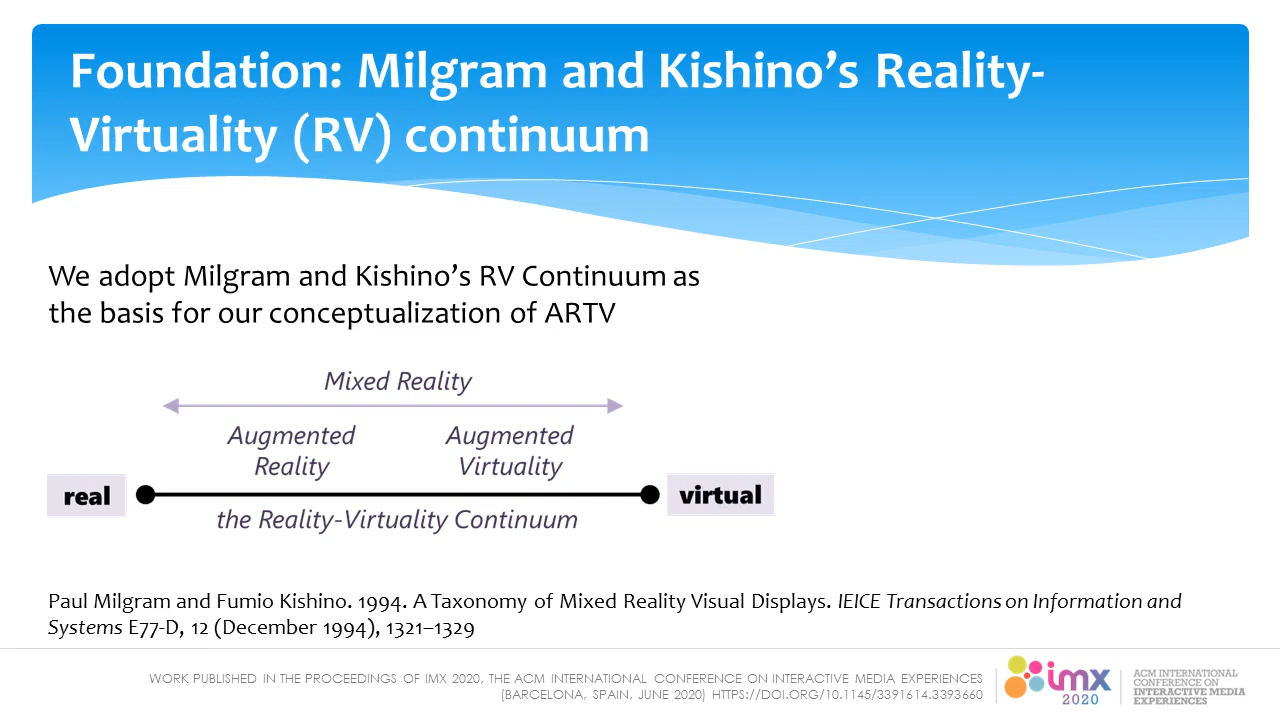 Foundation: Milgram and Kishino’s Reality-
Virtuality (RV) continuum
We adopt Milgram and Kishino’s RV Continuum as
the basis for our conceptualization of ARTV
Mixed Reality
Augmented
Reality
Augmented
Virtuality
real
virtual
the Reality-Virtuality Continuum
Paul Milgram and Fumio Kishino. 1994. A Taxonomy of Mixed Reality Visual Displays. IEICE Transactions on Information and
Systems E77-D, 12 (December 1994), 1321–1329
WORK PUBLISHED IN THE PROCEEDINGS OF IMX 2020, THE ACM INTERNATIONAL CONFERENCE ON INTERACTIVE MEDIA EXPERIENCES
(BARCELONA, SPAIN, JUNE 2020) HTTPS://DOI.ORG/10.1145/3391614.3393660
imx
2020
ACM INTERNATIONAL
CONFERENCE ON
INTERACTIVE MEDIA
EXPERIENCES